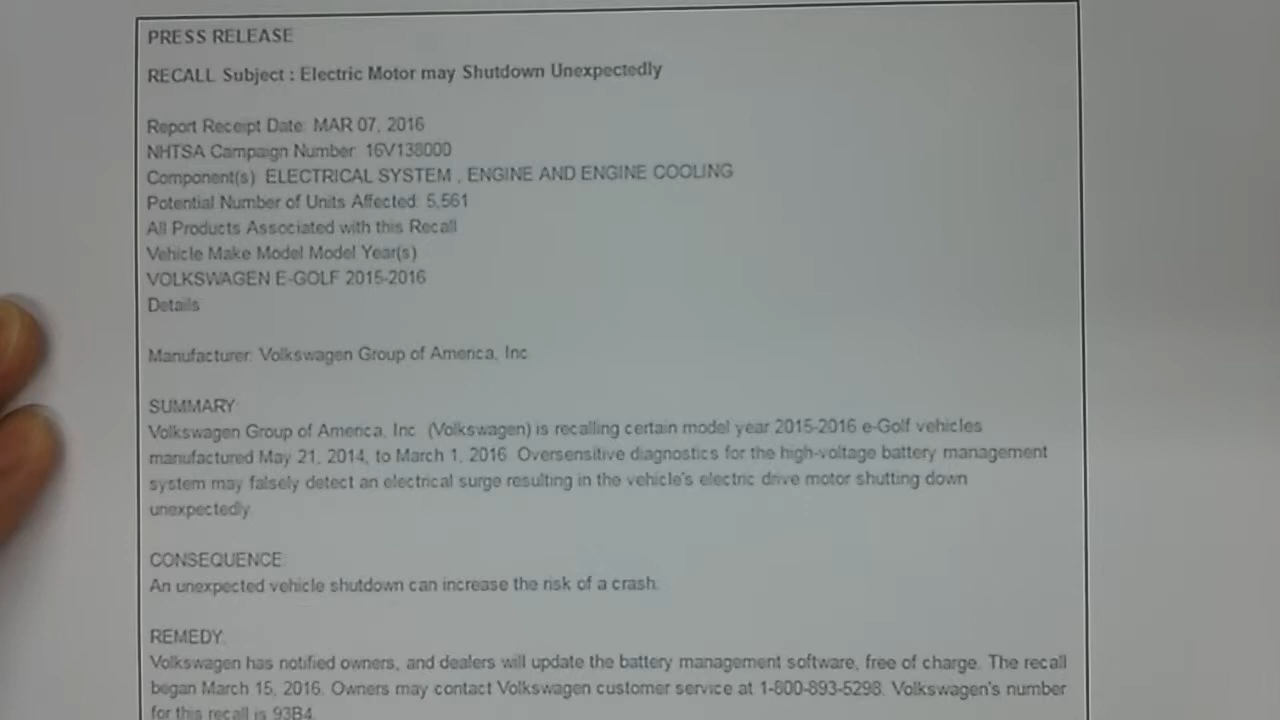 PRESS RELEASE
RECALL Subject : Electric Motor may Shutdown Unexpectedly
Report Receipt Date: MAR 07, 2016
NHTSA Campaign Number: 16V138000
Component(s): ELECTRICAL SYSTEM , ENGINE AND ENGINE COOLING
Potential Number of Units Affected: 5,561
All Products Associated with this Recall
Vehicle Make Model Model Year(s)
VOLKSWAGEN E-GOLF 2015-2016
Details
Manufacturer: Volkswagen Group of America, Inc.
SUMMARY:
Volkswagen Group of America, Inc. (Volkswagen) is recalling certain model year 2015-2016 e-Golf vehicles
manufactured May 21, 2014, to March 1, 2016. Oversensitive diagnostics for the high-voltage battery management
system may falsely detect an electrical surge resulting in the vehicle's electric drive motor shutting down
unexpectedly.
CONSEQUENCE:
An unexpected vehicle shutdown can increase the risk of a crash.
REMEDY:
Volkswagen has notified owners, and dealers will update the battery management software, free of charge. The recall
began March 15, 2016. Owners may contact Volkswagen customer service at 1-800-893-5298. Volkswagen's number
for this recall is 93B4.